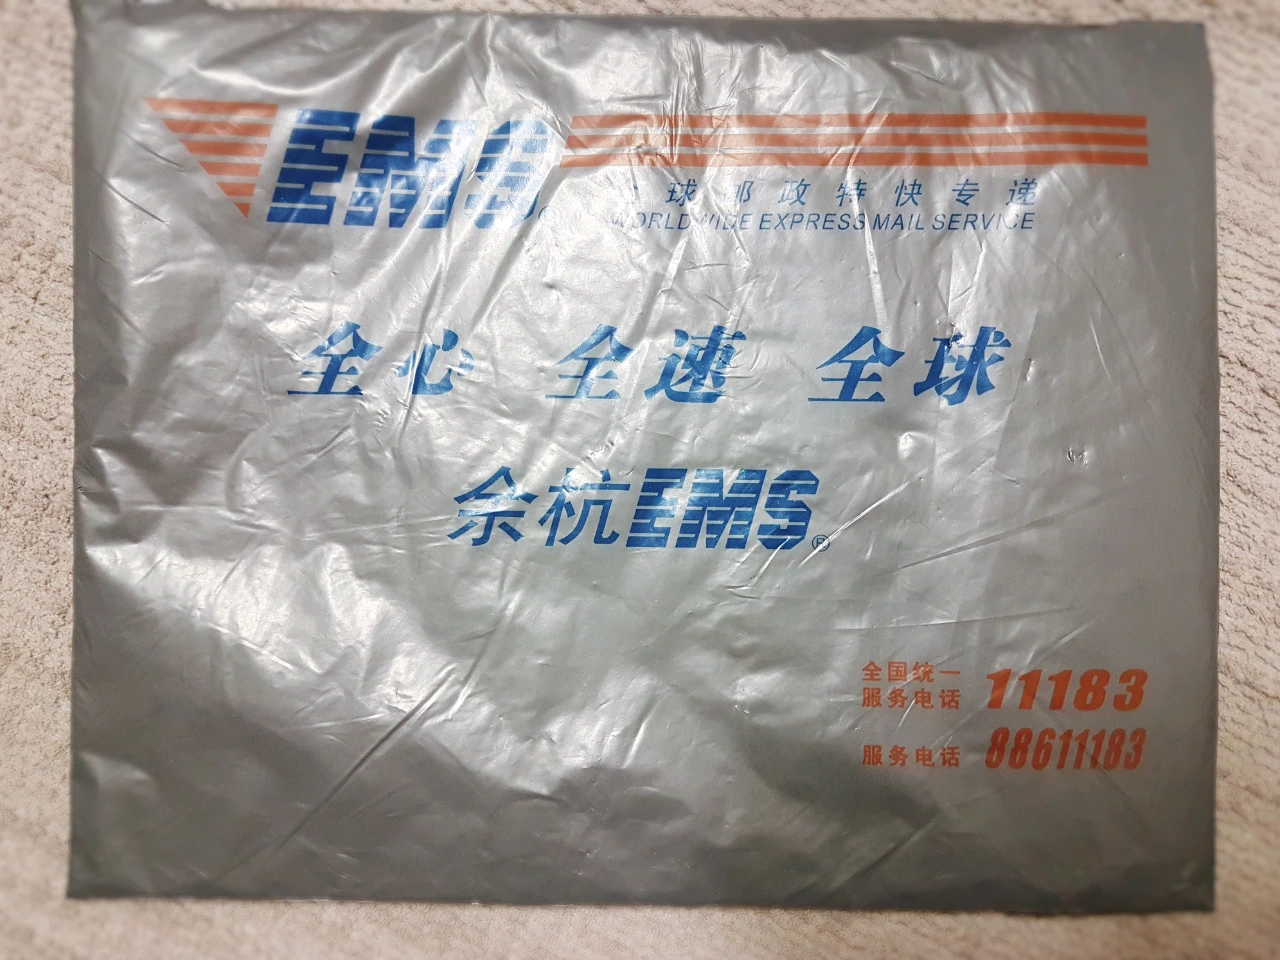 EMS®
全球邮政特快专递
WORLDWIDE EXPRESS MAIL SERVICE
全心 全速 全球
余杭EMS®
全国统一
服务电话 11183
服务电话 88611183